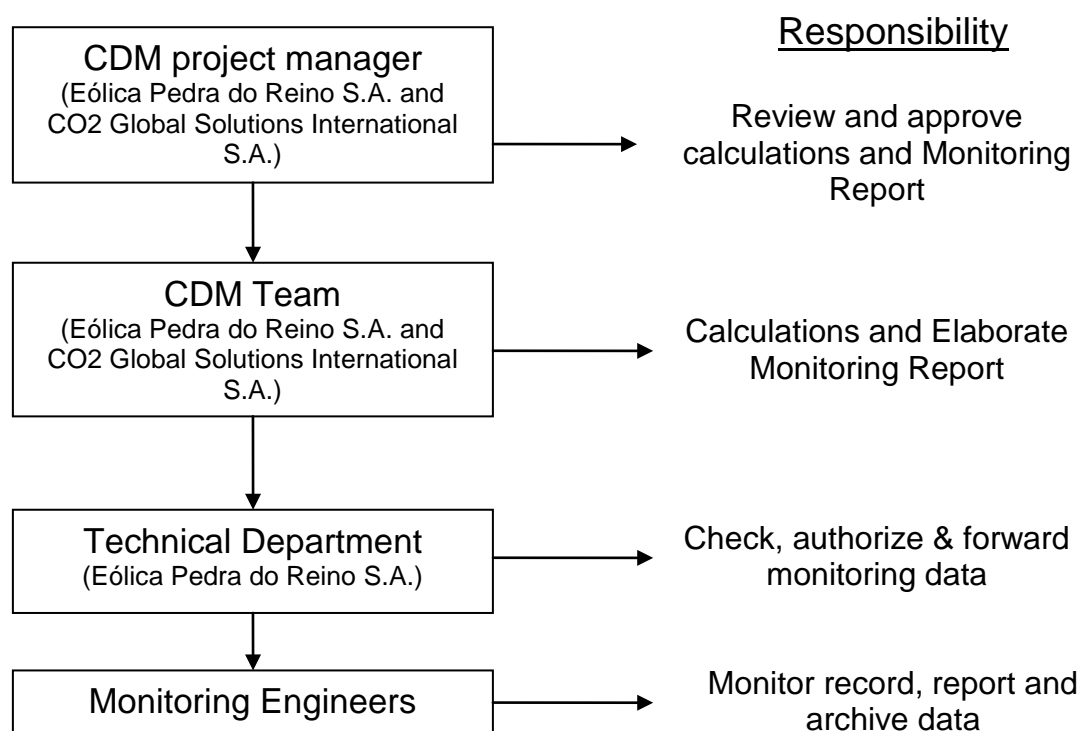 Responsibility
CDM project manager
(Eólica Pedra do Reino S.A. and
CO2 Global Solutions International
S.A.)
Review and approve
calculations and Monitoring
Report
CDM Team
(Eólica Pedra do Reino S.A. and
CO2 Global Solutions International
S.A.)
Calculations and Elaborate
Monitoring Report
Technical Department
(Eólica Pedra do Reino S.A.)
Check, authorize & forward
monitoring data
Monitoring Engineers
Monitor record, report and
archive data